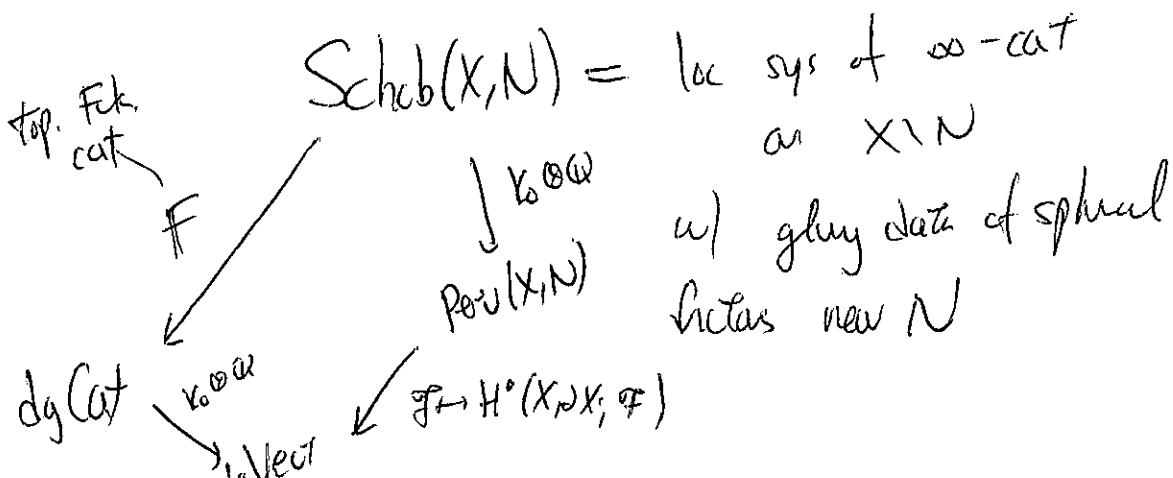 Schob(X,N) = loc sys of ∞-cat
on X\N
w/ gluing data of spherical
functors near N
top. Fuk.
cat
F
K₀⊗Q
Perv(X,N)
dgCat
K₀⊗Q
F ↦ H⁰(X,∂X; F)
Vect